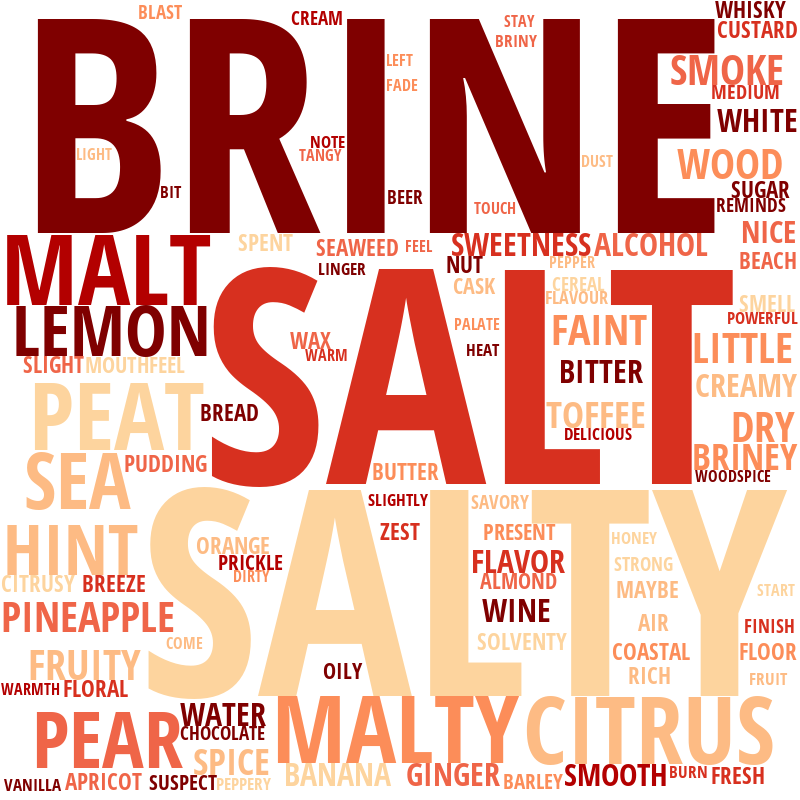 BLAST
CREAM
STAY
WHISKY
BRINE
BRINY
CUSTARD
LEFT
SMOKE
FADE
MEDIUM
WHITE
NOTE
LIGHT
TANGY
DUST
WOOD
BIT
BEER
SUGAR
TOUCH
REMINDS
MALT
SPENT
SEAWEED
FEEL
SWEETNESS
ALCOHOL
NICE
LINGER
NUT
PEPPER
BEACH
SALT
CASK
CEREAL
FLAVOUR
SMELL
LEMON
PALATE
POWERFUL
WAX
FAINT
WARM
HEAT
LITTLE
SLIGHT
MOUTHFEEL
BITTER
CREAMY
PEAT
BREAD
TOFFEE
DRY
DELICIOUS
SEA
PUDDING
BUTTER
BRINEY
WOODSPICE
SALTY
SLIGHTLY
SAVORY
HINT
ZEST
PRESENT
HONEY
ORANGE
PRICKLE
FLAVOR
STRONG
CITRUSY
BREEZE
DIRTY
ALMOND
MAYBE
START
PINEAPPLE
WINE
AIR
FINISH
COME
SOLVENTY
COASTAL
FLOOR
FRUITY
OILY
RICH
FRUIT
WARMTH
FLORAL
PEAR
WATER
MALTY
CITRUS
CHOCOLATE
SPICE
BANANA
GINGER
SMOOTH
BURN
FRESH
VANILLA
APRICOT
SUSPECT
PEPPERY
BARLEY